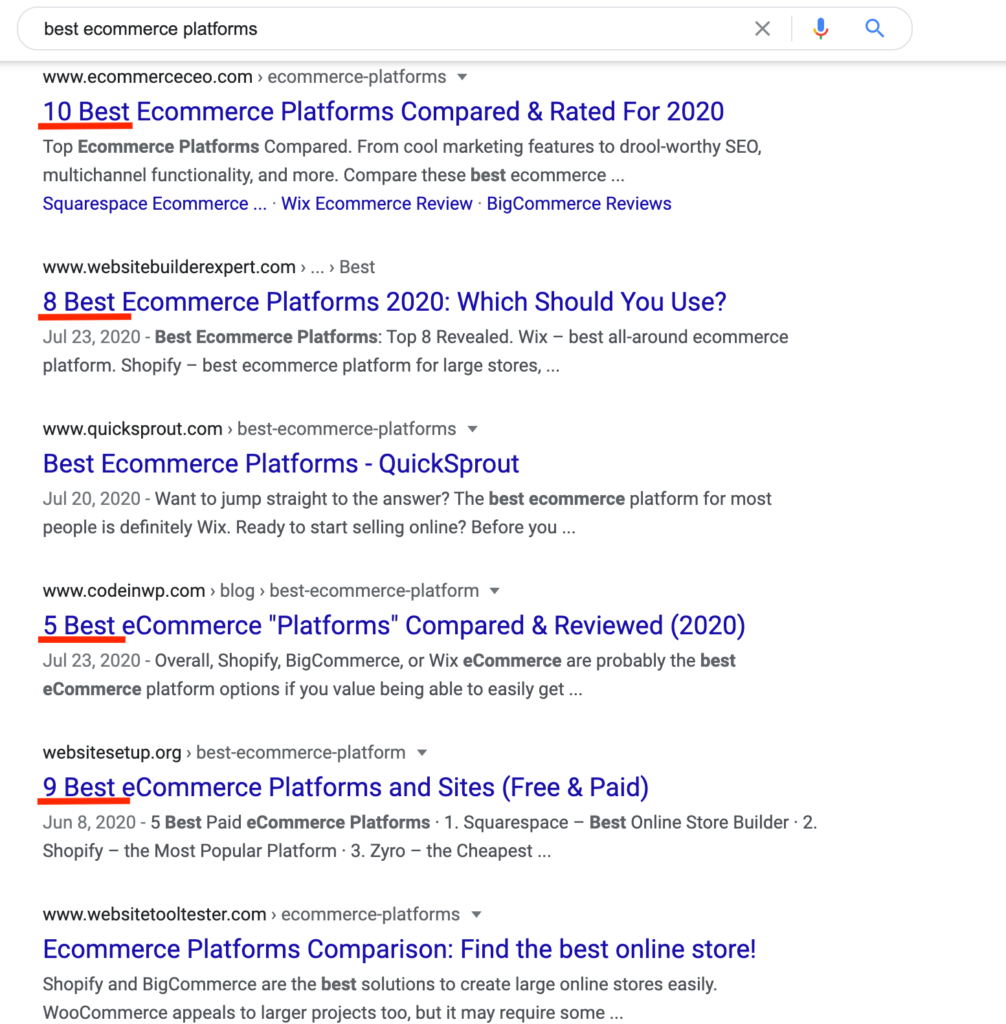 best ecommerce platforms
www.ecommerceceo.com › ecommerce-platforms
10 Best Ecommerce Platforms Compared & Rated For 2020
Top Ecommerce Platforms Compared. From cool marketing features to drool-worthy SEO,
multichannel functionality, and more. Compare these best ecommerce ...
Squarespace Ecommerce ... · Wix Ecommerce Review · BigCommerce Reviews
www.websitebuilderexpert.com › ... › Best
8 Best Ecommerce Platforms 2020: Which Should You Use?
Jul 23, 2020 - Best Ecommerce Platforms: Top 8 Revealed. Wix – best all-around ecommerce
platform. Shopify – best ecommerce platform for large stores, ...
www.quicksprout.com › best-ecommerce-platforms
Best Ecommerce Platforms - QuickSprout
Jul 20, 2020 - Want to jump straight to the answer? The best ecommerce platform for most
people is definitely Wix. Ready to start selling online? Before you ...
www.codeinwp.com › blog › best-ecommerce-platform
5 Best eCommerce "Platforms" Compared & Reviewed (2020)
Jul 23, 2020 - Overall, Shopify, BigCommerce, or Wix eCommerce are probably the best
eCommerce platform options if you value being able to easily get ...
websitesetup.org › best-ecommerce-platform
9 Best eCommerce Platforms and Sites (Free & Paid)
Jun 8, 2020 - 5 Best Paid eCommerce Platforms · 1. Squarespace – Best Online Store Builder · 2.
Shopify – the Most Popular Platform · 3. Zyro – the Cheapest ...
www.websitetooltester.com › ecommerce-platforms
Ecommerce Platforms Comparison: Find the best online store!
Shopify and BigCommerce are the best solutions to create large online stores easily.
WooCommerce appeals to larger projects too, but it may require some ...